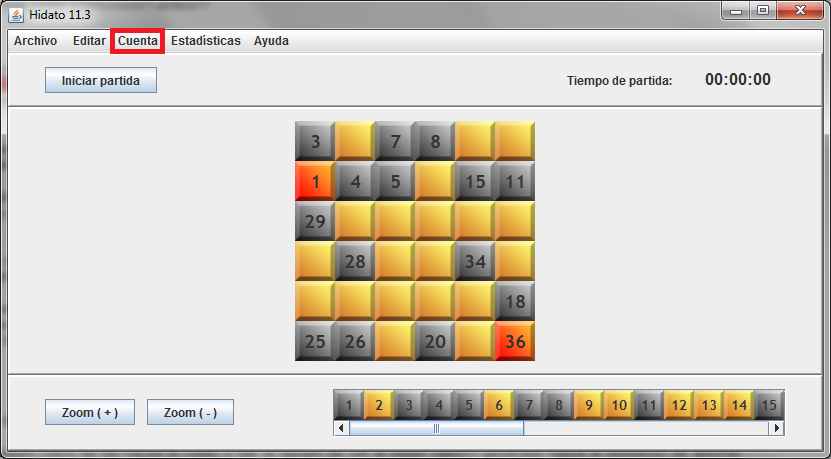 Hidato 11.3
Archivo Editar Cuenta Estadísticas Ayuda
Iniciar partida Tiempo de partida: 00:00:00
3 7 8
1 4 5 15 11
29
28 34
18
25 26 20 36
Zoom ( + ) Zoom ( - ) 1 2 3 4 5 6 7 8 9 10 11 12 13 14 15